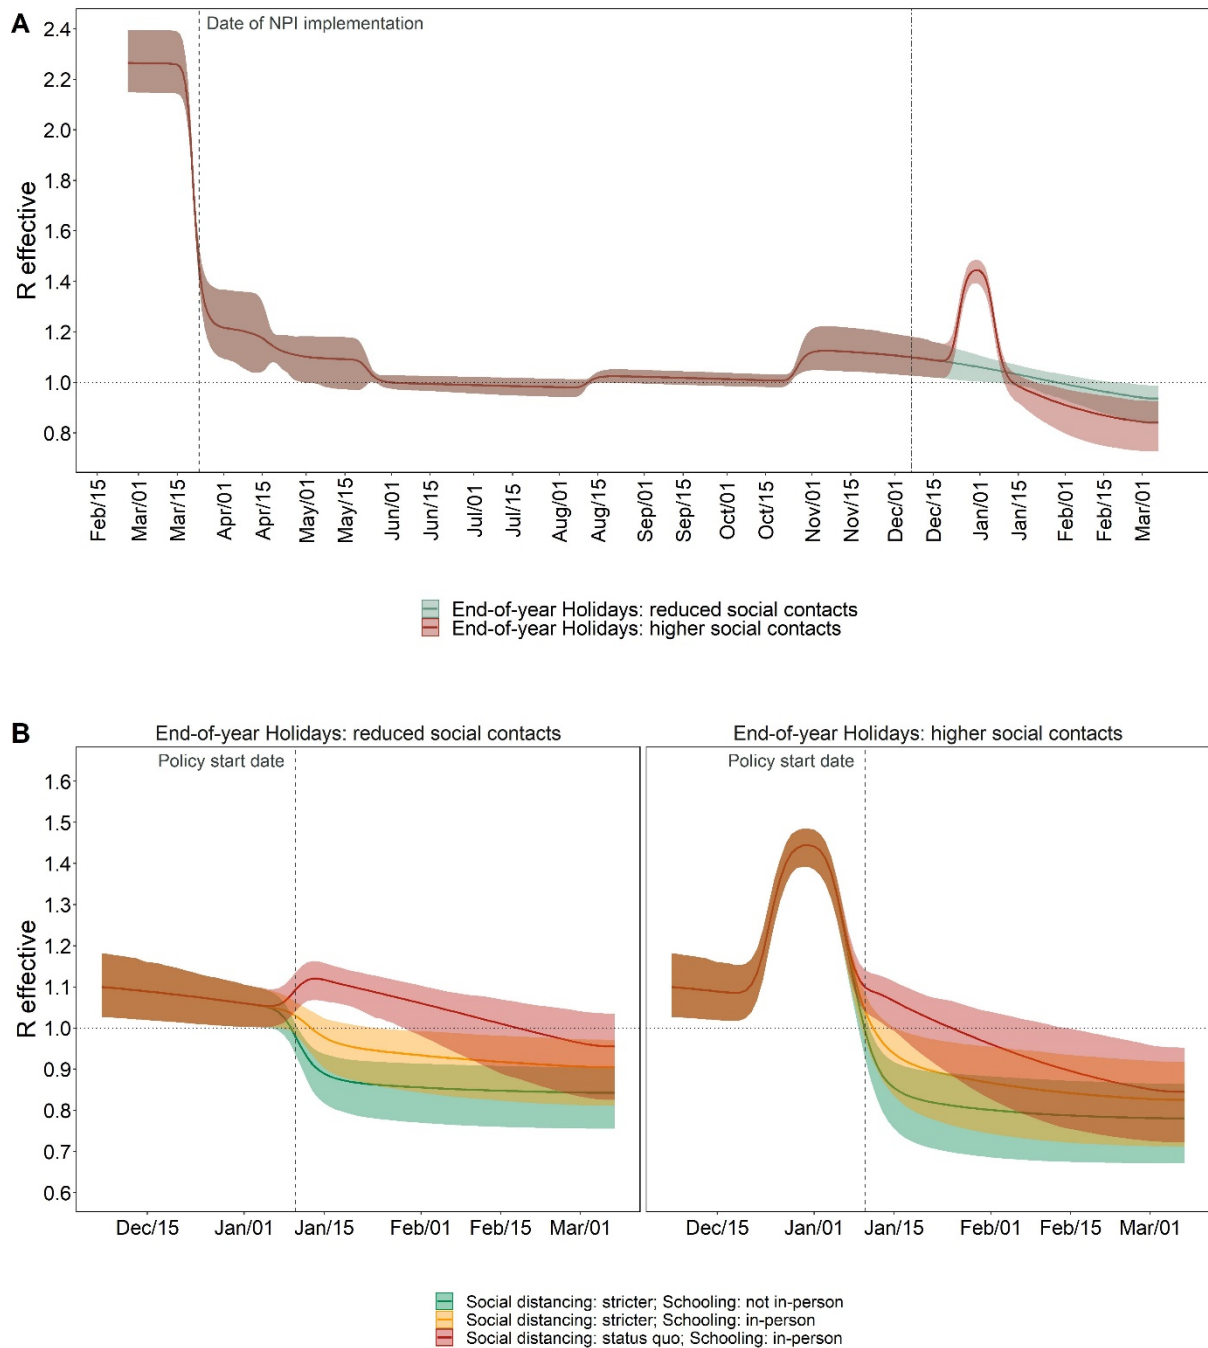 A
Date of NPI implementation
R effective
2.4
2.2
2.0
1.8
1.6
1.4
1.2
1.0
0.8
Feb/15
Mar/01
Mar/15
Apr/01
Apr/15
May/01
May/15
Jun/01
Jun/15
Jul/01
Jul/15
Aug/01
Aug/15
Sep/01
Sep/15
Oct/01
Oct/15
Nov/01
Nov/15
Dec/01
Dec/15
Jan/01
Jan/15
Feb/01
Feb/15
Mar/01
End-of-year Holidays: reduced social contacts
End-of-year Holidays: higher social contacts
B
End-of-year Holidays: reduced social contacts
End-of-year Holidays: higher social contacts
Policy start date
Policy start date
R effective
1.6
1.5
1.4
1.3
1.2
1.1
1.0
0.9
0.8
0.7
0.6
Dec/15
Jan/01
Jan/15
Feb/01
Feb/15
Mar/01
Dec/15
Jan/01
Jan/15
Feb/01
Feb/15
Mar/01
Social distancing: stricter; Schooling: not in-person
Social distancing: stricter; Schooling: in-person
Social distancing: status quo; Schooling: in-person